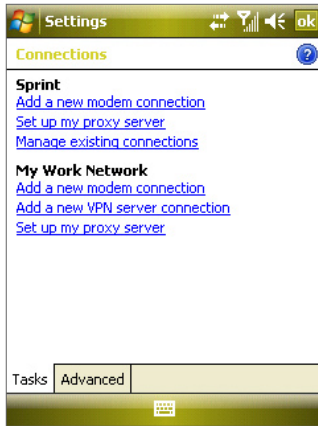 Settings
ok
Connections
?
Sprint
Add a new modem connection
Set up my proxy server
Manage existing connections
My Work Network
Add a new modem connection
Add a new VPN server connection
Set up my proxy server
Tasks Advanced